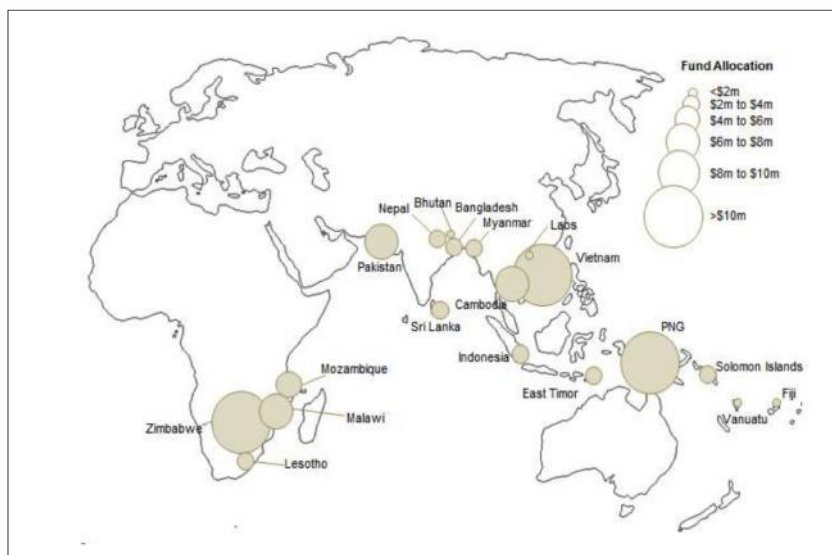 Fund Allocation
<$2m
$2m to $4m
$4m to $6m
$6m to $8m
$8m to $10m
>$10m
Bhutan
Nepal
Bangladesh
Myanmar
Laos
Pakistan
Vietnam
Cambodia
Sri Lanka
PNG
Indonesia
Solomon Islands
Mozambique
East Timor
Fiji
Vanuatu
Malawi
Zimbabwe
Lesotho